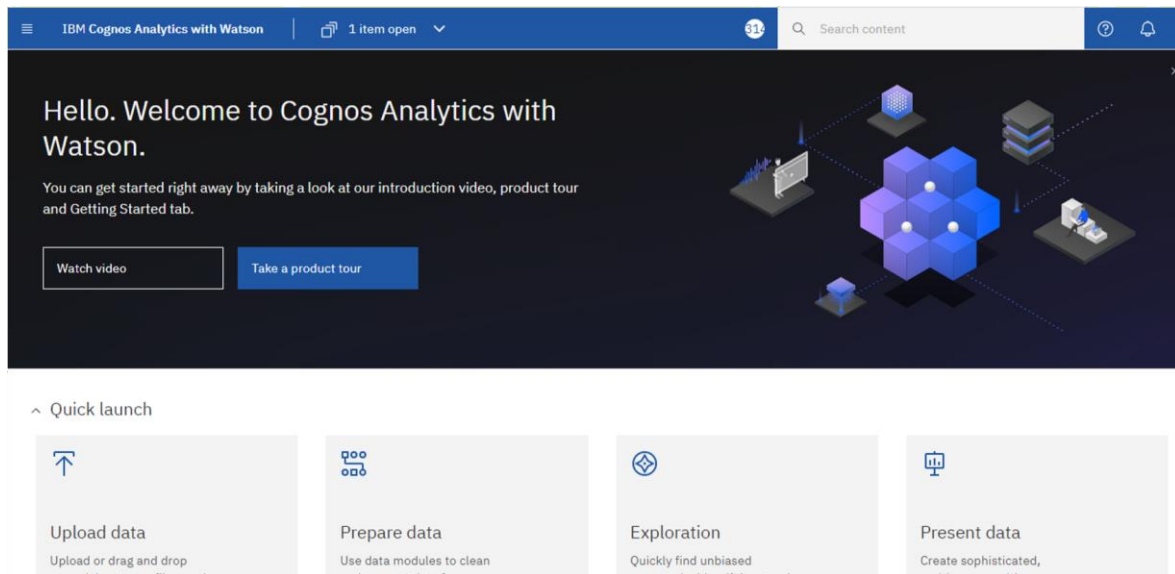 IBM Cognos Analytics with Watson
1 item open
314
Search content
Hello. Welcome to Cognos Analytics with
Watson.
You can get started right away by taking a look at our introduction video, product tour
and Getting Started tab.
Watch video
Take a product tour
Quick launch
Upload data
Upload or drag and drop
Prepare data
Use data modules to clean
Exploration
Quickly find unbiased
Present data
Create sophisticated,